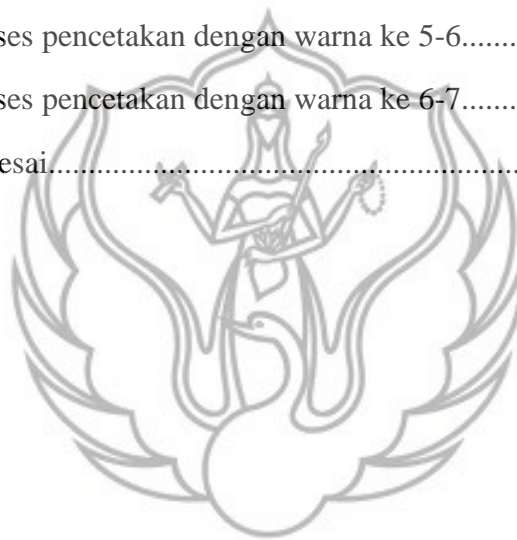 ses pencetakan dengan warna ke 5-6.......
ses pencetakan dengan warna ke 6-7.......
esai.......................................................